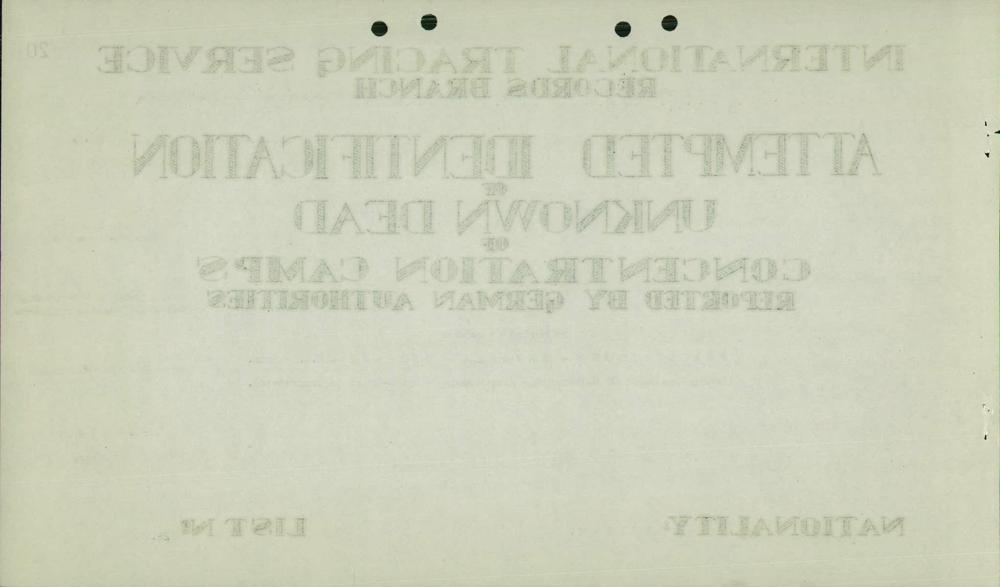 20
INTERNATIONAL TRACING SERVICE
RECORDS BRANCH
ATTEMPTED IDENTIFICATION
OF
UNKNOWN DEAD
OF
CONCENTRATION CAMPS
REPORTED BY GERMAN AUTHORITIES
NATIONALITY: LIST Nº